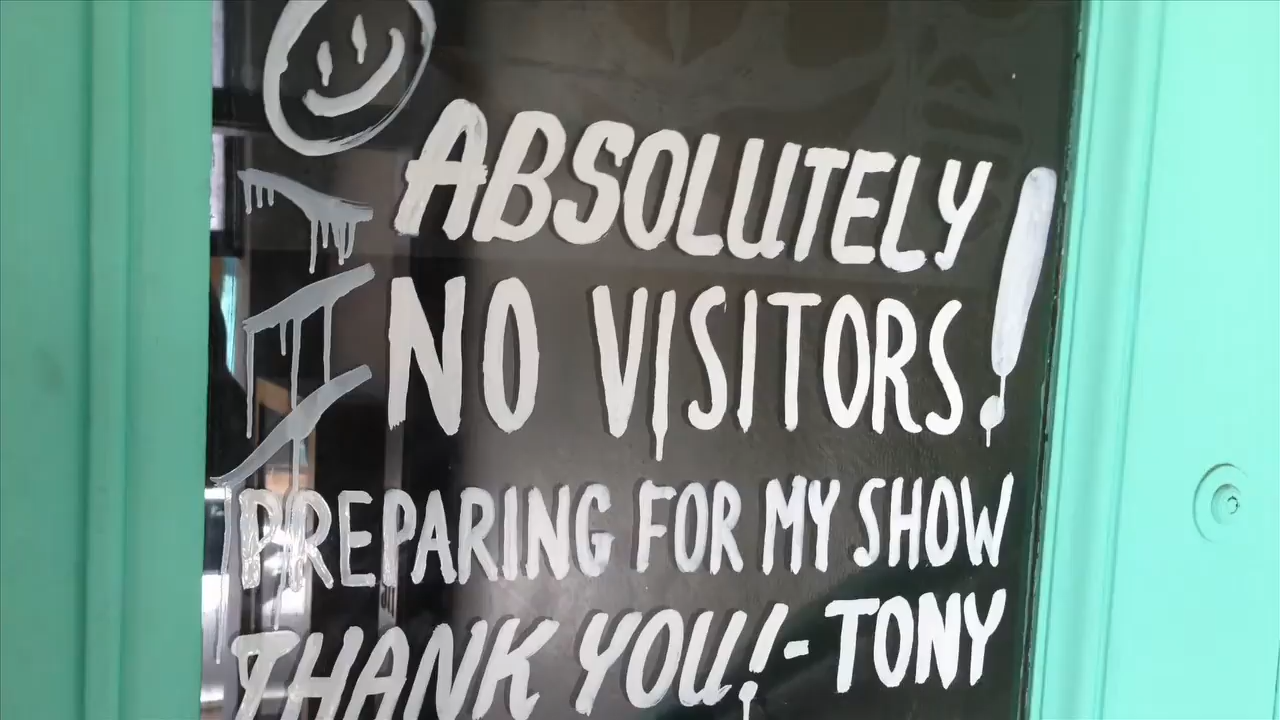 ABSOLUTELY
NO VISITORS!
PREPARING FOR MY SHOW
THANK YOU! - TONY